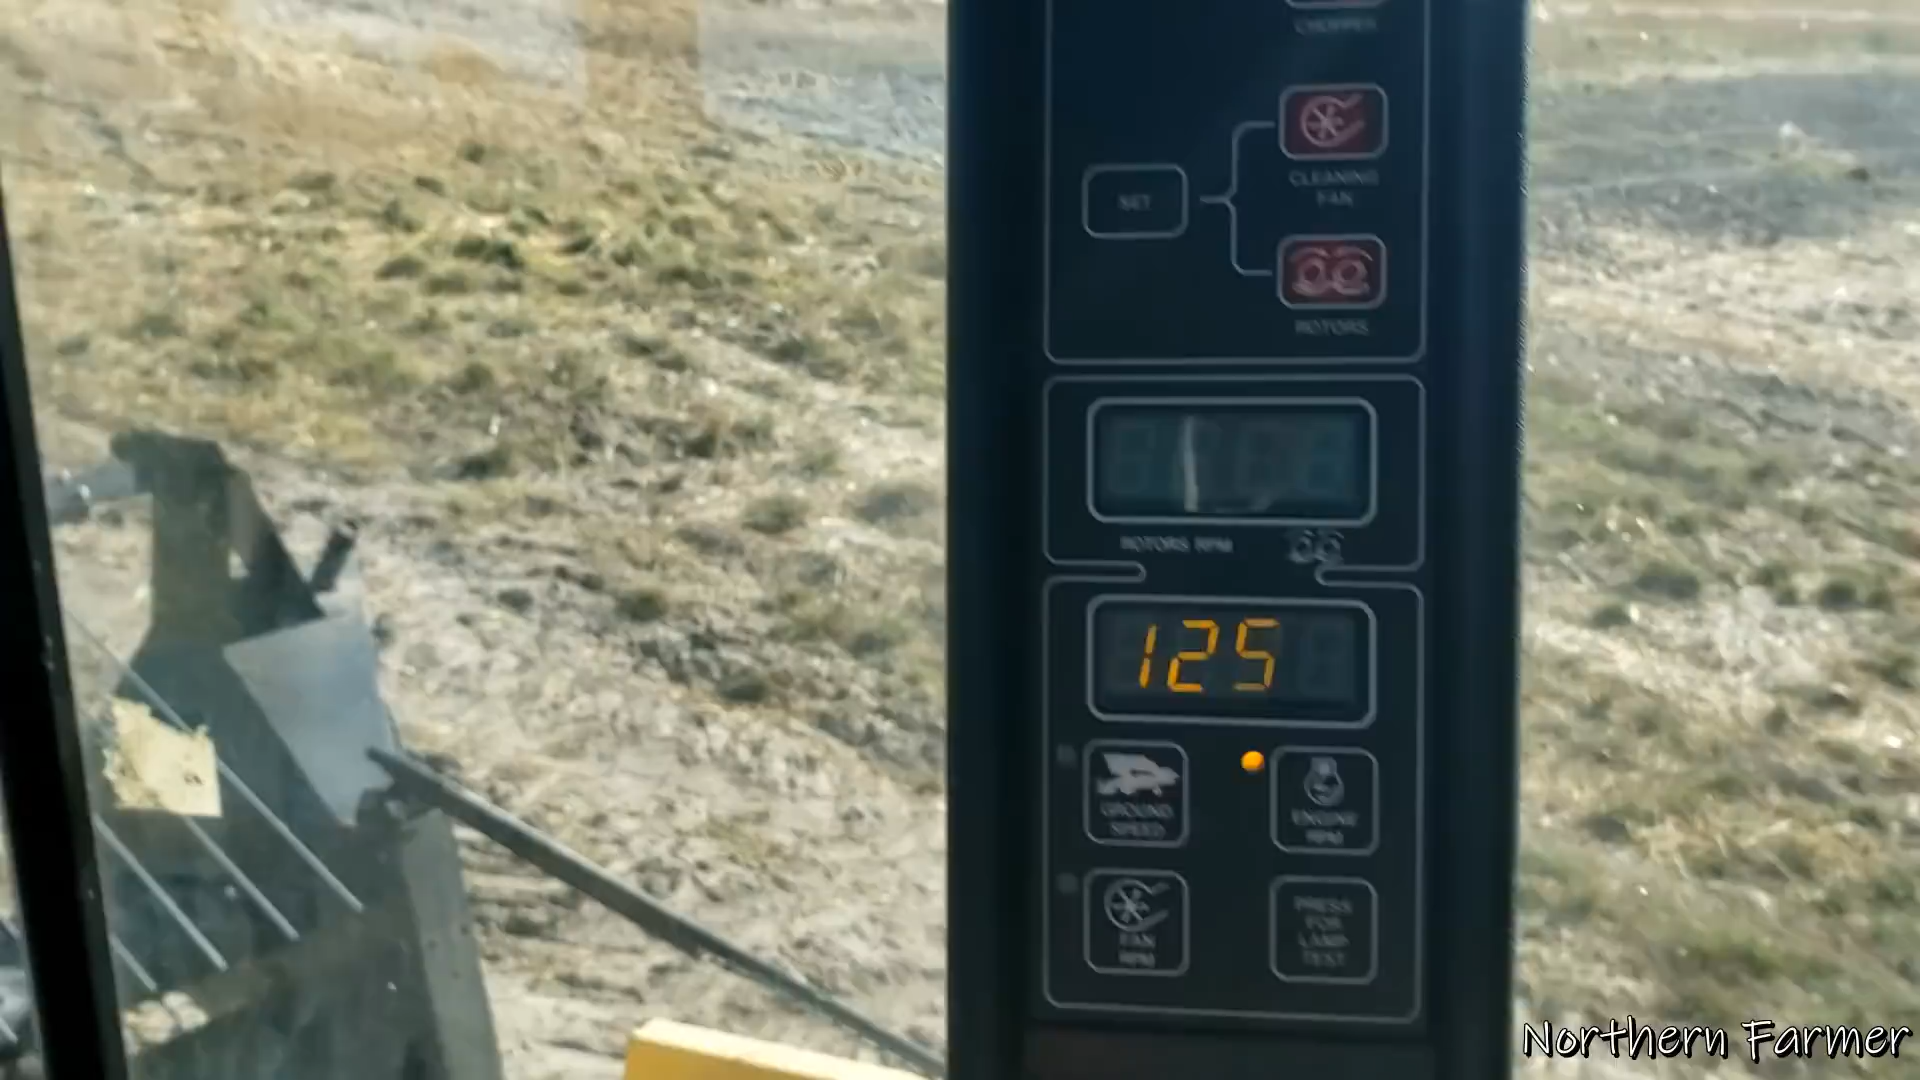 CHOPPER
CLEANING
FAN
SET
ROTORS
ROTORS RPM
125
GROUND
SPEED
ENGINE
RPM
FAN
RPM
PRESS
FOR
LAMP
TEST
Northern Farmer